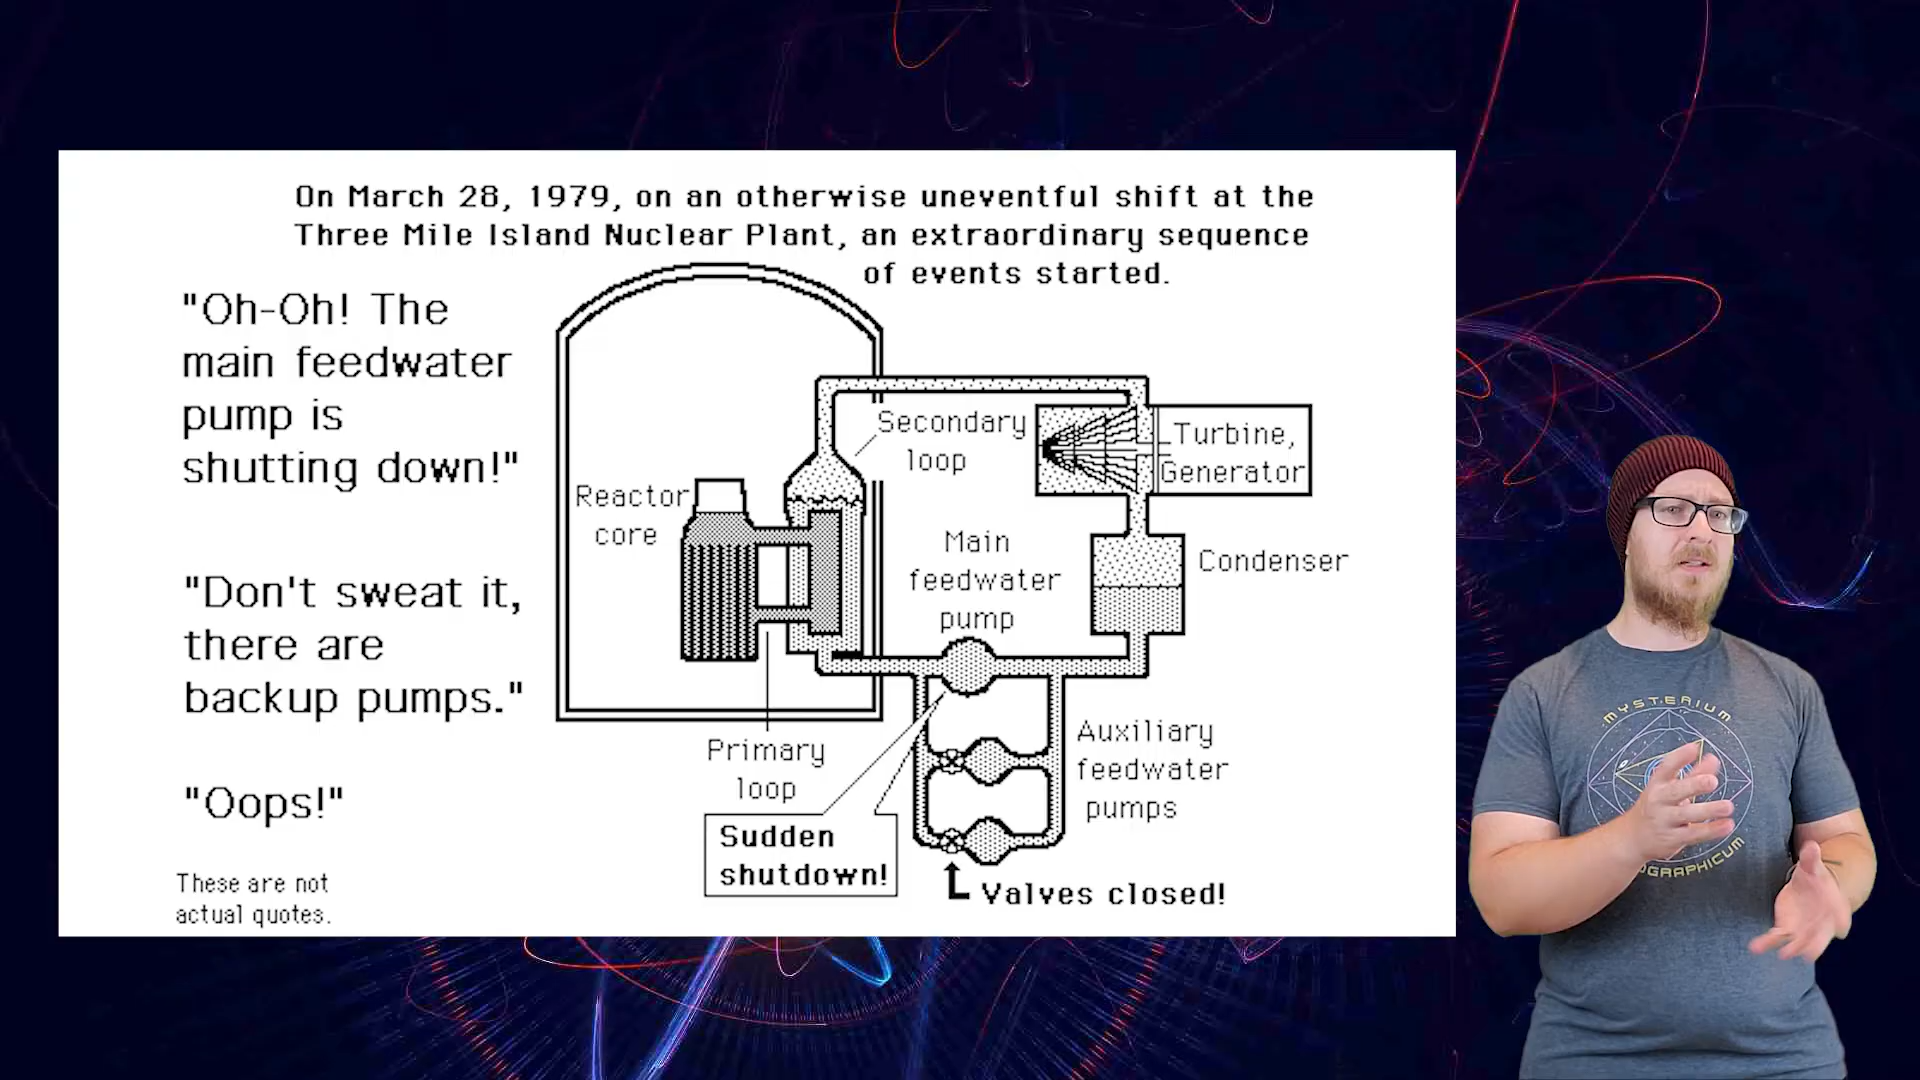 On March 28, 1979, on an otherwise uneventful shift at the
Three Mile Island Nuclear Plant, an extraordinary sequence
of events started.
"Oh-Oh! The
main feedwater
pump is
shutting down!"
"Don't sweat it,
there are
backup pumps."
"Oops!"
These are not
actual quotes.
Reactor
core
Secondary
loop
Turbine,
Generator
Main
feedwater
pump
Condenser
Primary
loop
Auxiliary
feedwater
pumps
Sudden
shutdown!
Valves closed!
MYSTERIUM